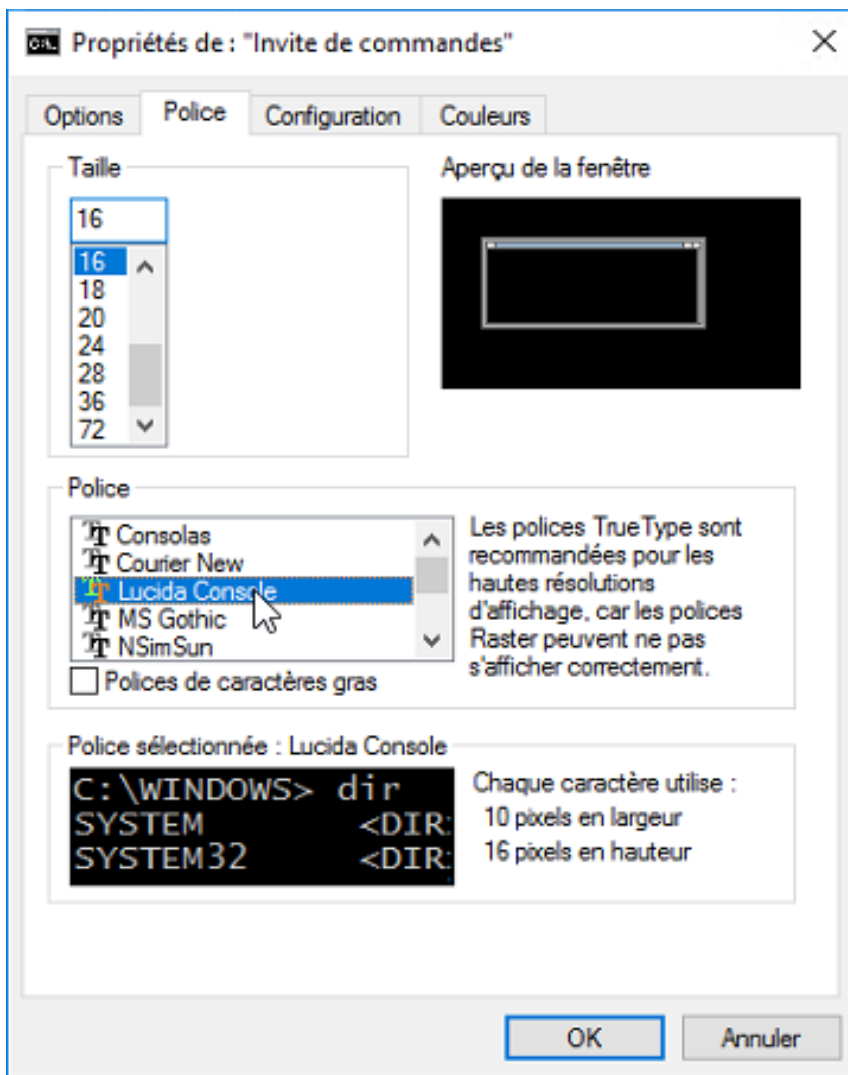 Propriétés de : "Invite de commandes"
Options Police Configuration Couleurs
Taille
16
16
18
20
24
28
36
72
Aperçu de la fenêtre
Police
Consolas
Courier New
Lucida Console
MS Gothic
NSimSun
Polices de caractères gras
Les polices TrueType sont
recommandées pour les
hautes résolutions
d'affichage, car les polices
Raster peuvent ne pas
s'afficher correctement.
Police sélectionnée : Lucida Console
C:\WINDOWS> dir
SYSTEM <DIR
SYSTEM32 <DIR
Chaque caractère utilise :
10 pixels en largeur
16 pixels en hauteur
OK Annuler